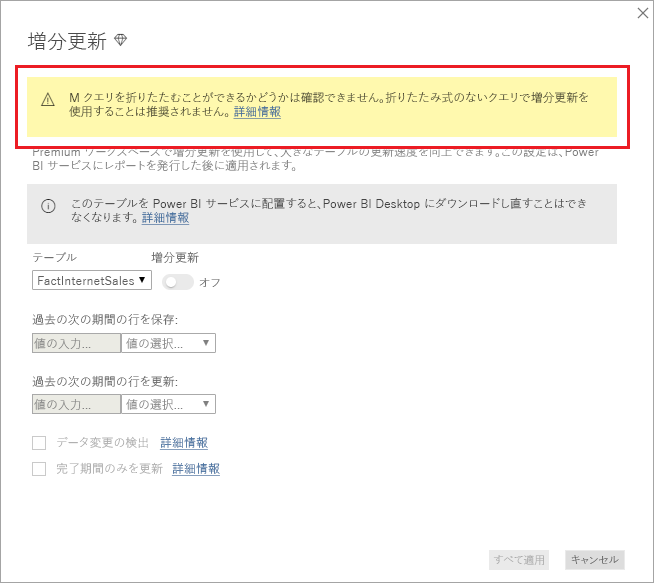 増分更新
M クエリを折りたたむことができるかどうかは確認できません。折りたたみ式のないクエリで増分更新を
使用することは推奨されません。 詳細情報
Premium ワークスペースで増分更新を使用して、大きなテーブルの更新速度を向上できます。この設定は、Power
BI サービスにレポートを発行した後に適用されます。
このテーブルを Power BI サービスに配置すると、Power BI Desktop にダウンロードし直すことはでき
なくなります。 詳細情報
テーブル 増分更新
FactInternetSales オフ
過去の次の期間の行を保存:
値の入力... 値の選択...
過去の次の期間の行を更新:
値の入力... 値の選択...
データ変更の検出 詳細情報
完了期間のみを更新 詳細情報
すべて適用 キャンセル